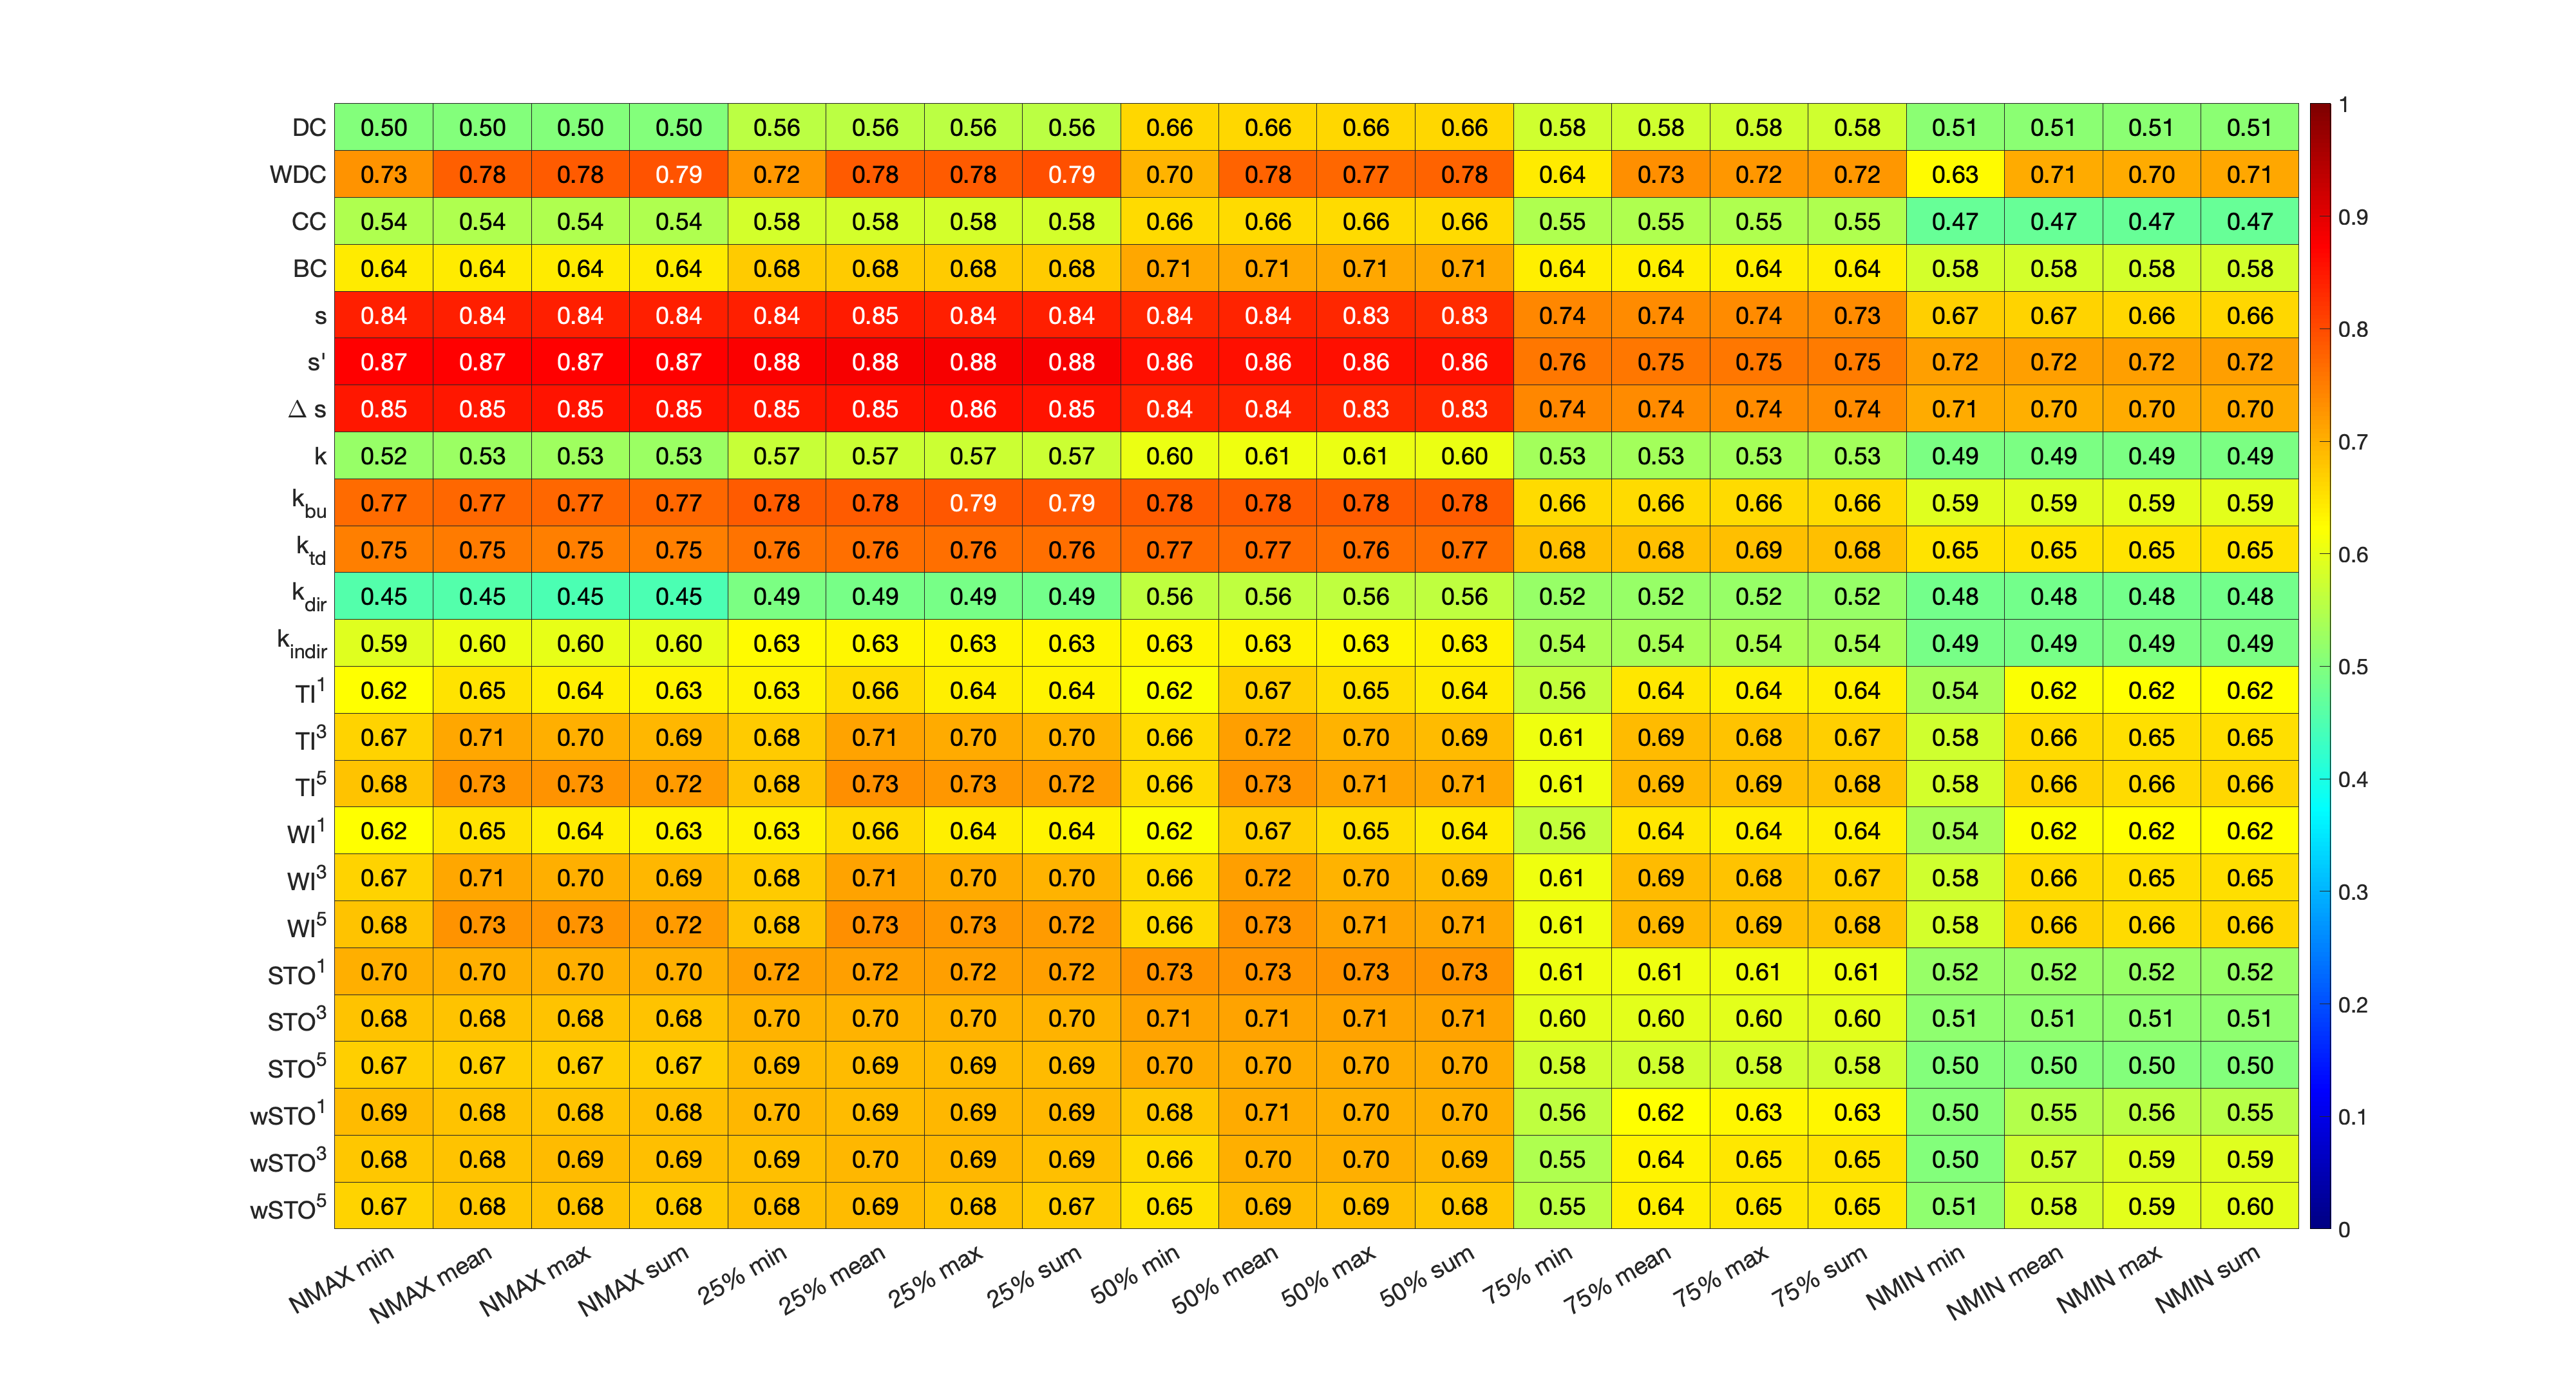 DC 0.50 0.50 0.50 0.50 0.56 0.56 0.56 0.56 0.66 0.66 0.66 0.66 0.58 0.58 0.58 0.58 0.51 0.51 0.51 0.51
WDC 0.73 0.78 0.78 0.79 0.72 0.78 0.78 0.79 0.70 0.78 0.77 0.78 0.64 0.73 0.72 0.72 0.63 0.71 0.70 0.71
CC 0.54 0.54 0.54 0.54 0.58 0.58 0.58 0.58 0.66 0.66 0.66 0.66 0.55 0.55 0.55 0.55 0.47 0.47 0.47 0.47
BC 0.64 0.64 0.64 0.64 0.68 0.68 0.68 0.68 0.71 0.71 0.71 0.71 0.64 0.64 0.64 0.64 0.58 0.58 0.58 0.58
s 0.84 0.84 0.84 0.84 0.84 0.85 0.84 0.84 0.84 0.84 0.83 0.83 0.74 0.74 0.74 0.73 0.67 0.67 0.66 0.66
s' 0.87 0.87 0.87 0.87 0.88 0.88 0.88 0.88 0.86 0.86 0.86 0.86 0.76 0.75 0.75 0.75 0.72 0.72 0.72 0.72
Δ s 0.85 0.85 0.85 0.85 0.85 0.85 0.86 0.85 0.84 0.84 0.83 0.83 0.74 0.74 0.74 0.74 0.71 0.70 0.70 0.70
k 0.52 0.53 0.53 0.53 0.57 0.57 0.57 0.57 0.60 0.61 0.61 0.60 0.53 0.53 0.53 0.53 0.49 0.49 0.49 0.49
k_bu 0.77 0.77 0.77 0.77 0.78 0.78 0.79 0.79 0.78 0.78 0.78 0.78 0.66 0.66 0.66 0.66 0.59 0.59 0.59 0.59
k_td 0.75 0.75 0.75 0.75 0.76 0.76 0.76 0.76 0.77 0.77 0.76 0.77 0.68 0.68 0.69 0.68 0.65 0.65 0.65 0.65
k_dir 0.45 0.45 0.45 0.45 0.49 0.49 0.49 0.49 0.56 0.56 0.56 0.56 0.52 0.52 0.52 0.52 0.48 0.48 0.48 0.48
k_indir 0.59 0.60 0.60 0.60 0.63 0.63 0.63 0.63 0.63 0.63 0.63 0.63 0.54 0.54 0.54 0.54 0.49 0.49 0.49 0.49
TI¹ 0.62 0.65 0.64 0.63 0.63 0.66 0.64 0.64 0.62 0.67 0.65 0.64 0.56 0.64 0.64 0.64 0.54 0.62 0.62 0.62
TI³ 0.67 0.71 0.70 0.69 0.68 0.71 0.70 0.70 0.66 0.72 0.70 0.69 0.61 0.69 0.68 0.67 0.58 0.66 0.65 0.65
TI⁵ 0.68 0.73 0.73 0.72 0.68 0.73 0.73 0.72 0.66 0.73 0.71 0.71 0.61 0.69 0.69 0.68 0.58 0.66 0.66 0.66
WI¹ 0.62 0.65 0.64 0.63 0.63 0.66 0.64 0.64 0.62 0.67 0.65 0.64 0.56 0.64 0.64 0.64 0.54 0.62 0.62 0.62
WI³ 0.67 0.71 0.70 0.69 0.68 0.71 0.70 0.70 0.66 0.72 0.70 0.69 0.61 0.69 0.68 0.67 0.58 0.66 0.65 0.65
WI⁵ 0.68 0.73 0.73 0.72 0.68 0.73 0.73 0.72 0.66 0.73 0.71 0.71 0.61 0.69 0.69 0.68 0.58 0.66 0.66 0.66
STO¹ 0.70 0.70 0.70 0.70 0.72 0.72 0.72 0.72 0.73 0.73 0.73 0.73 0.61 0.61 0.61 0.61 0.52 0.52 0.52 0.52
STO³ 0.68 0.68 0.68 0.68 0.70 0.70 0.70 0.70 0.71 0.71 0.71 0.71 0.60 0.60 0.60 0.60 0.51 0.51 0.51 0.51
STO⁵ 0.67 0.67 0.67 0.67 0.69 0.69 0.69 0.69 0.70 0.70 0.70 0.70 0.58 0.58 0.58 0.58 0.50 0.50 0.50 0.50
wSTO¹ 0.69 0.68 0.68 0.68 0.70 0.69 0.69 0.69 0.68 0.71 0.70 0.70 0.56 0.62 0.63 0.63 0.50 0.55 0.56 0.55
wSTO³ 0.68 0.68 0.69 0.69 0.69 0.70 0.69 0.69 0.66 0.70 0.70 0.69 0.55 0.64 0.65 0.65 0.50 0.57 0.59 0.59
wSTO⁵ 0.67 0.68 0.68 0.68 0.68 0.69 0.68 0.67 0.65 0.69 0.69 0.68 0.55 0.64 0.65 0.65 0.51 0.58 0.59 0.60
NMAX min NMAX mean NMAX max NMAX sum 25% min 25% mean 25% max 25% sum 50% min 50% mean 50% max 50% sum 75% min 75% mean 75% max 75% sum NMIN min NMIN mean NMIN max NMIN sum
1
0.9
0.8
0.7
0.6
0.5
0.4
0.3
0.2
0.1
0